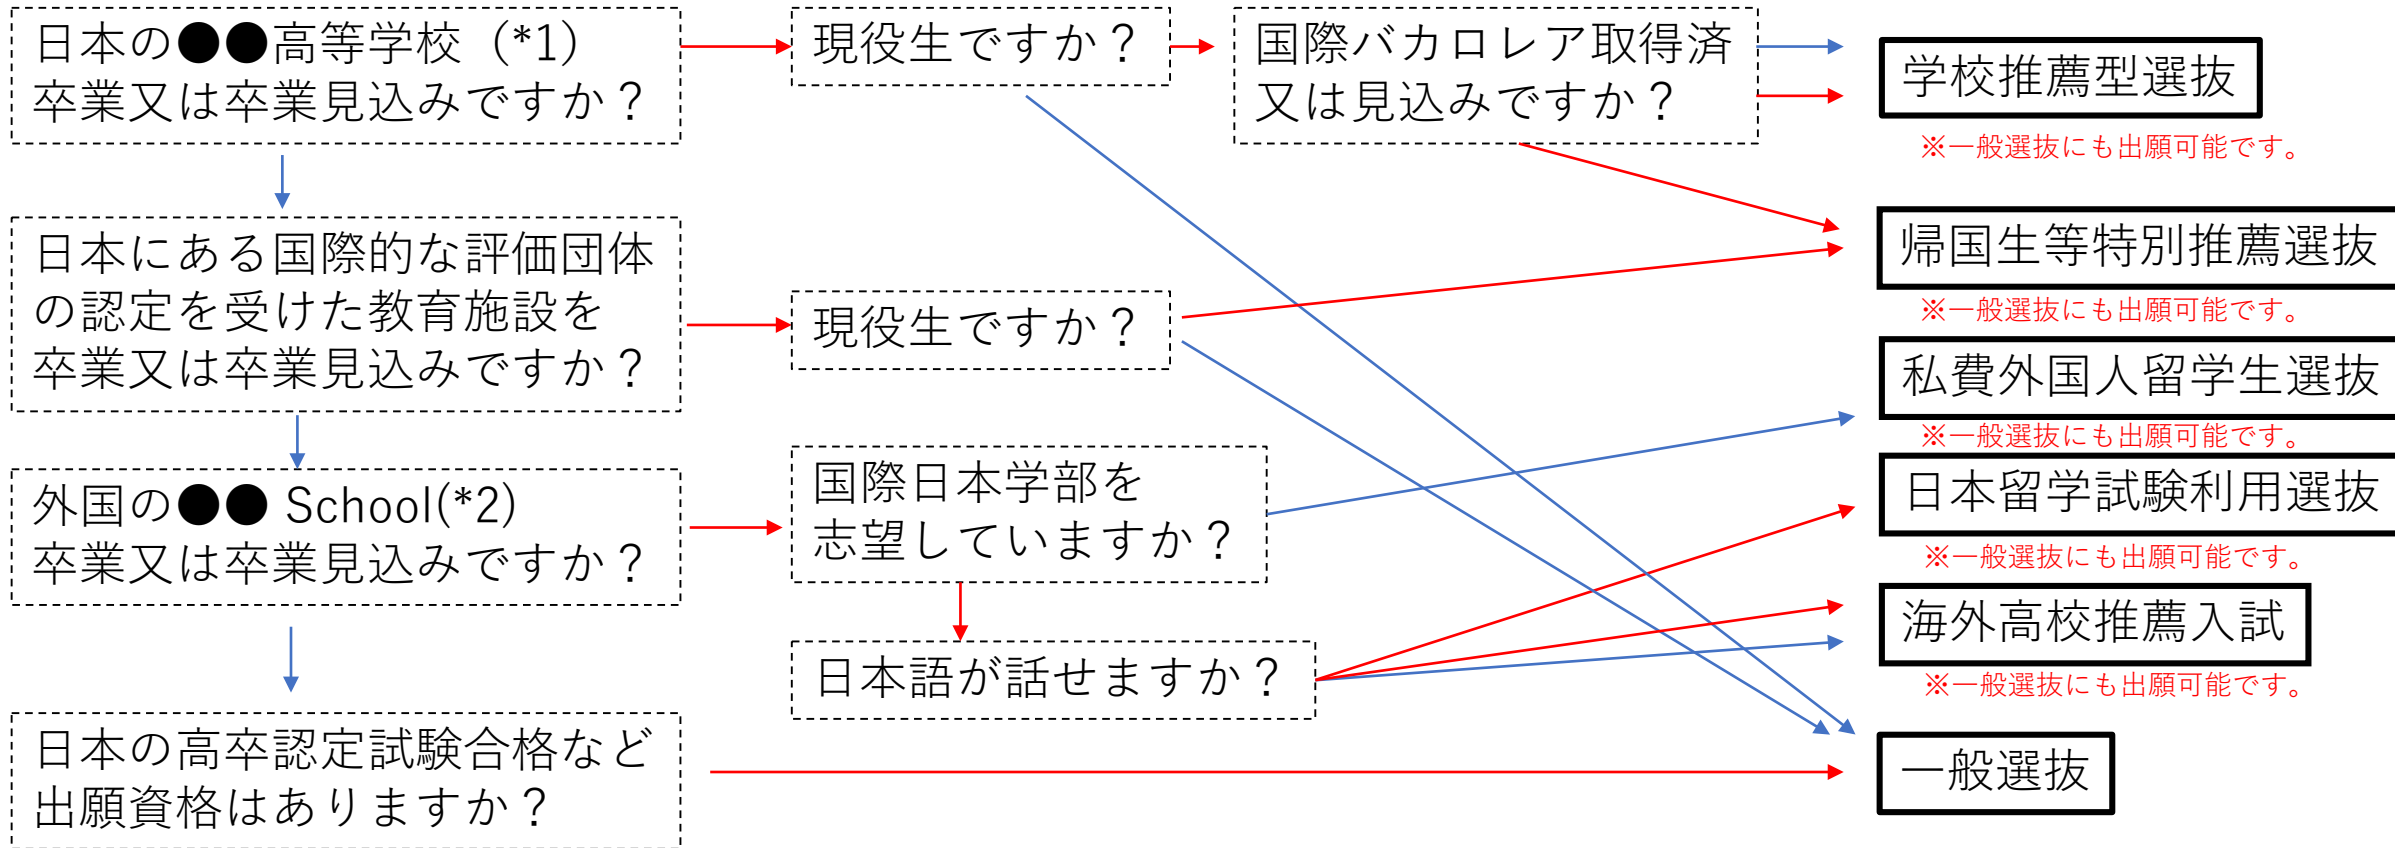 日本の●●高等学校（*1）
卒業又は卒業見込みですか？
現役生ですか？
国際バカロレア取得済
又は見込みですか？
学校推薦型選抜
※一般選抜にも出願可能です。
日本にある国際的な評価団体
の認定を受けた教育施設を
卒業又は卒業見込みですか？
現役生ですか？
帰国生等特別推薦選抜
※一般選抜にも出願可能です。
私費外国人留学生選抜
※一般選抜にも出願可能です。
外国の●● School(*2)
卒業又は卒業見込みですか？
国際日本学部を
志望していますか？
日本留学試験利用選抜
※一般選抜にも出願可能です。
日本語が話せますか？
海外高校推薦入試
※一般選抜にも出願可能です。
日本の高卒認定試験合格など
出願資格はありますか？
一般選抜